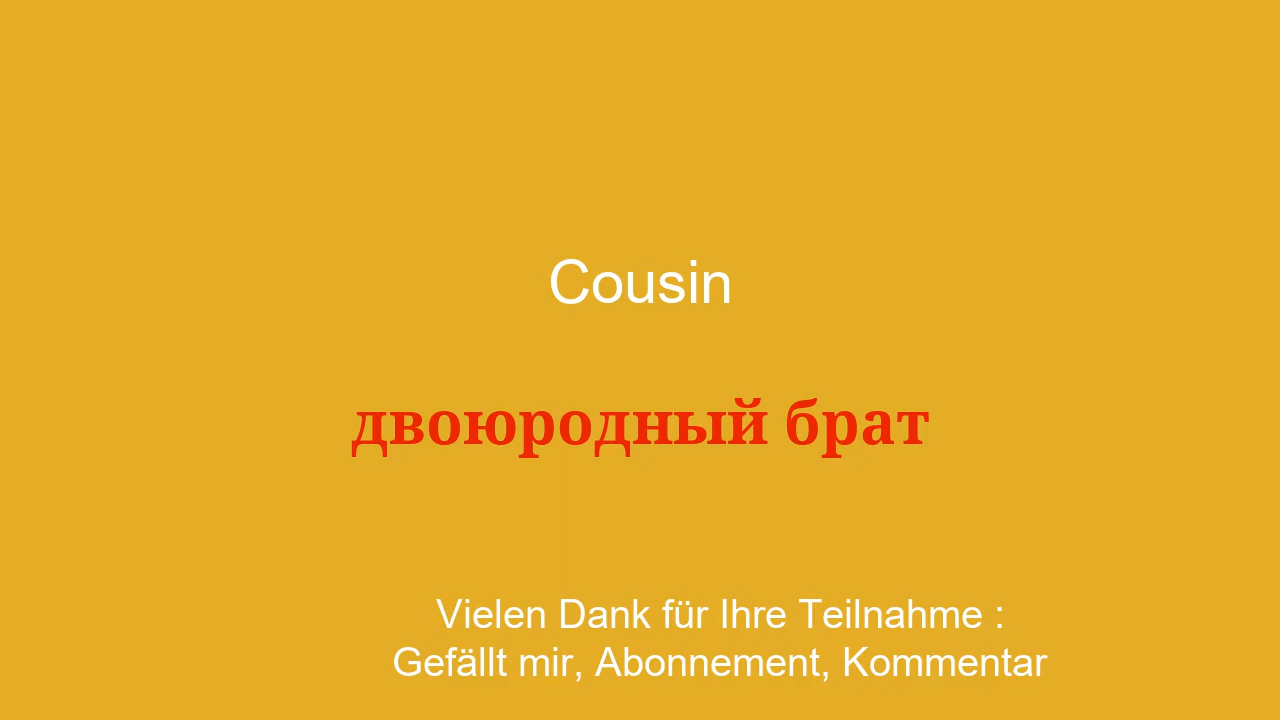 Cousin
двоюродный брат
Vielen Dank für Ihre Teilnahme :
Gefällt mir, Abonnement, Kommentar